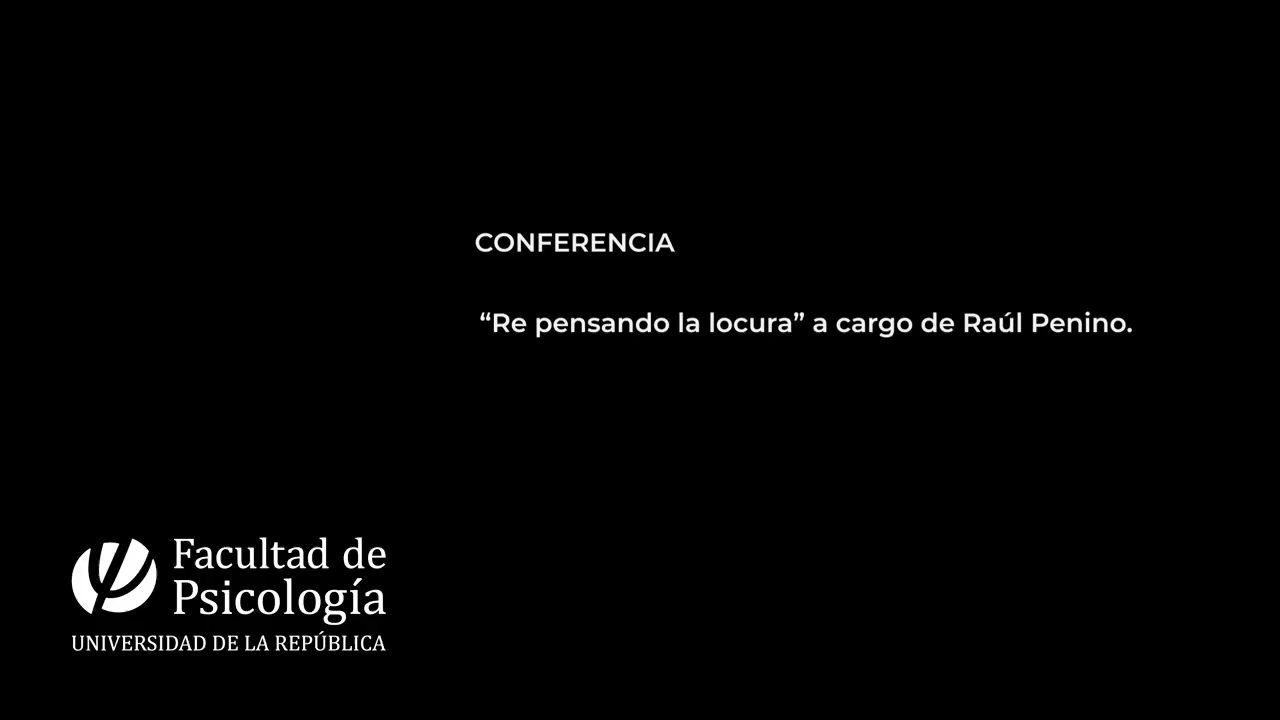 CONFERENCIA
“Re pensando la locura” a cargo de Raúl Penino.
Facultad de
Psicología
UNIVERSIDAD DE LA REPÚBLICA